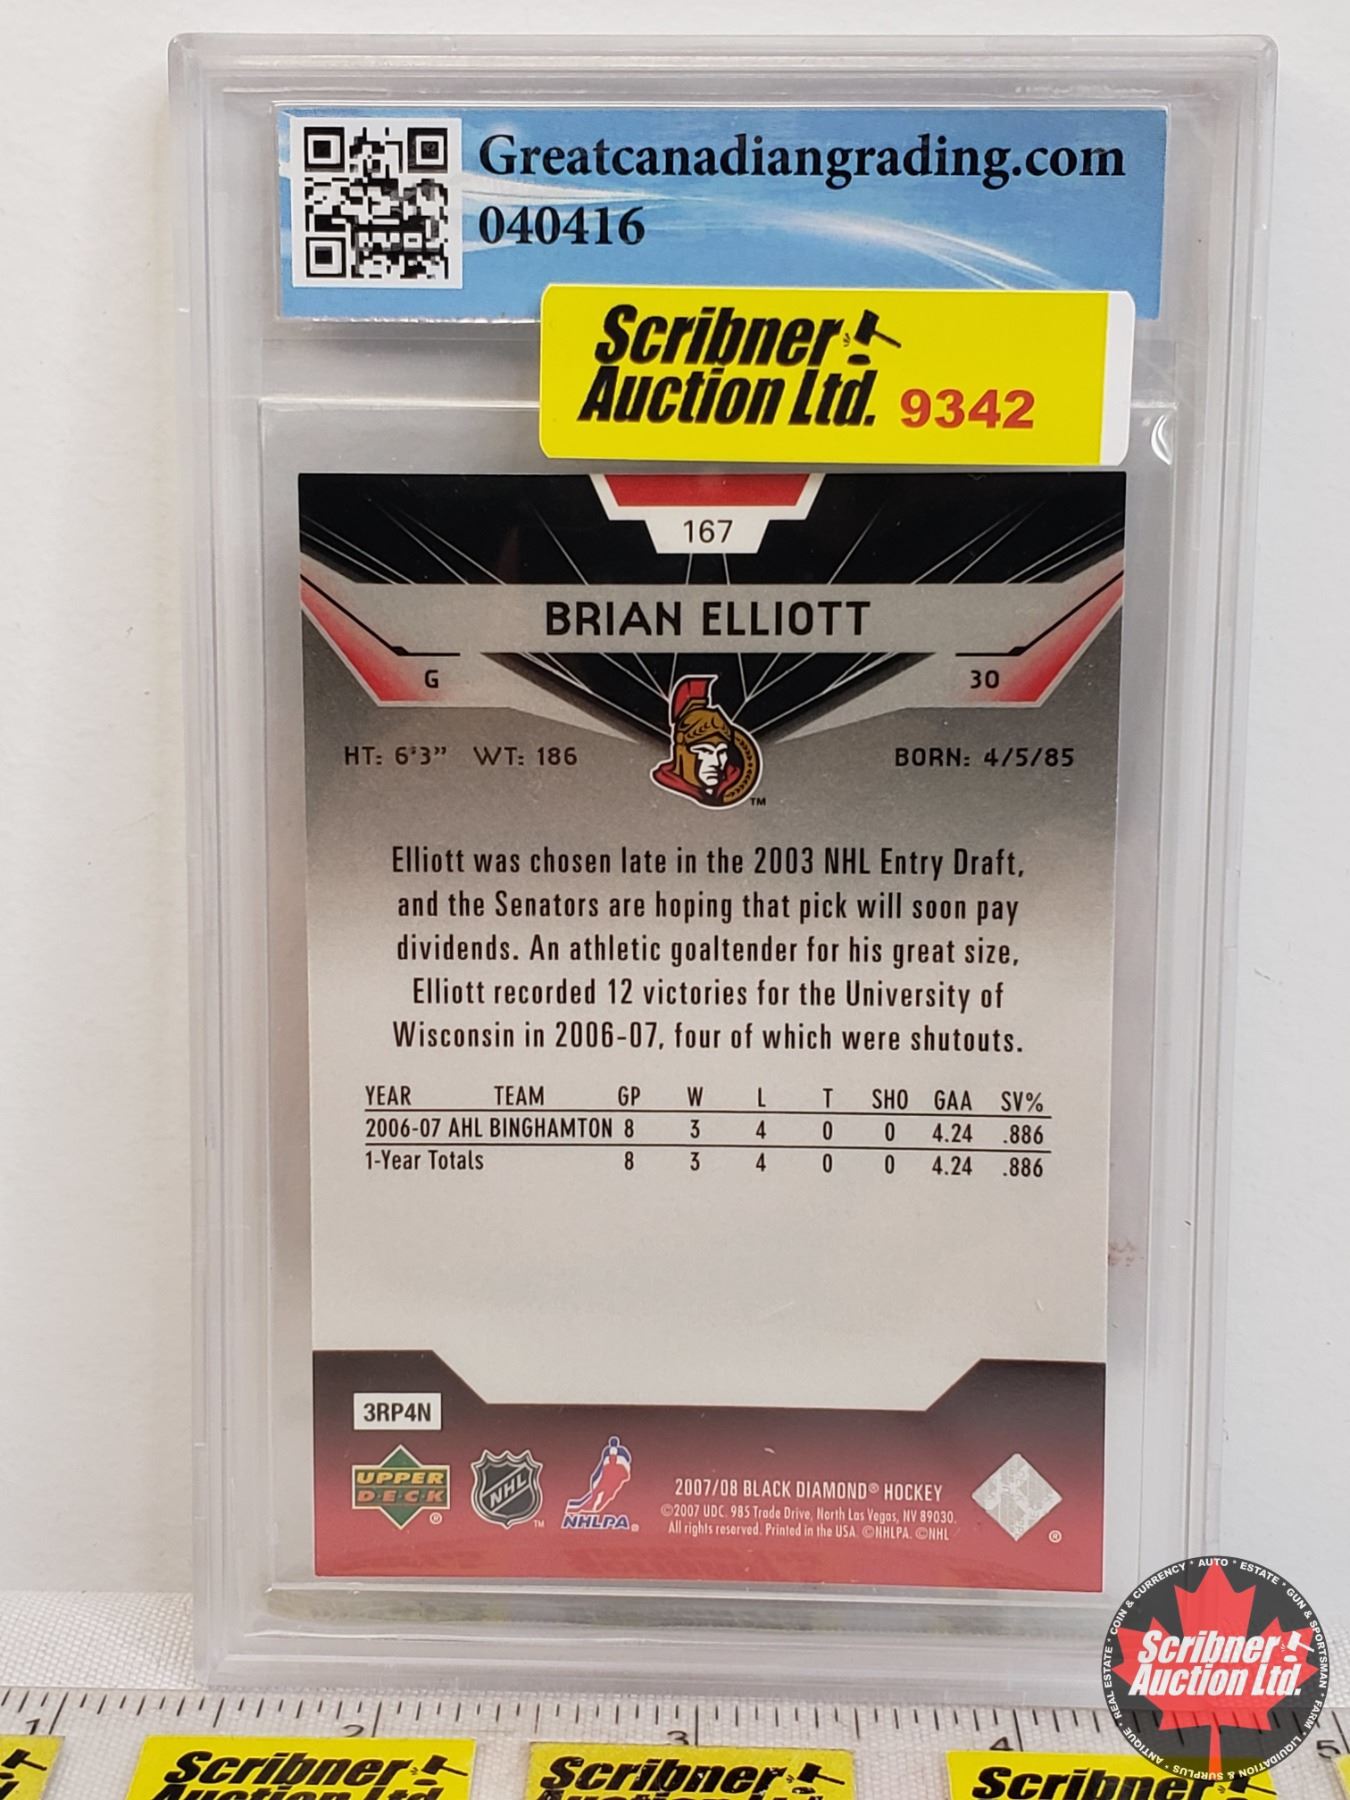 Greatcanadiangrading.com
040416
Scribner
Auction Ltd. 9342
167
BRIAN ELLIOTT
G 30
HT: 6'3" WT: 186 BORN: 4/5/85
TM
Elliott was chosen late in the 2003 NHL Entry Draft,
and the Senators are hoping that pick will soon pay
dividends. An athletic goaltender for his great size,
Elliott recorded 12 victories for the University of
Wisconsin in 2006-07, four of which were shutouts.
YEAR TEAM GP W L T SHO GAA SV%
2006-07 AHL BINGHAMTON 8 3 4 0 0 4.24 .886
1-Year Totals 8 3 4 0 0 4.24 .886
3RP4N
UPPER
DECK ®
NHL TM
NHLPA ®
2007/08 BLACK DIAMOND® HOCKEY
©2007 UDC. 985 Trade Drive, North Las Vegas, NV 89030.
All rights reserved. Printed in the USA. ©NHLPA. ©NHL
®
COIN & CURRENCY * AUTO * ESTATE * GUN & SPORTSMAN * FARM * LIQUIDATION & SURPLUS * ANTIQUE * REAL ESTATE *
Scribner
Auction Ltd.
1 2 3 4 5
Scribner
Auction Ltd.
Scribner
Auction Ltd.
Scribner